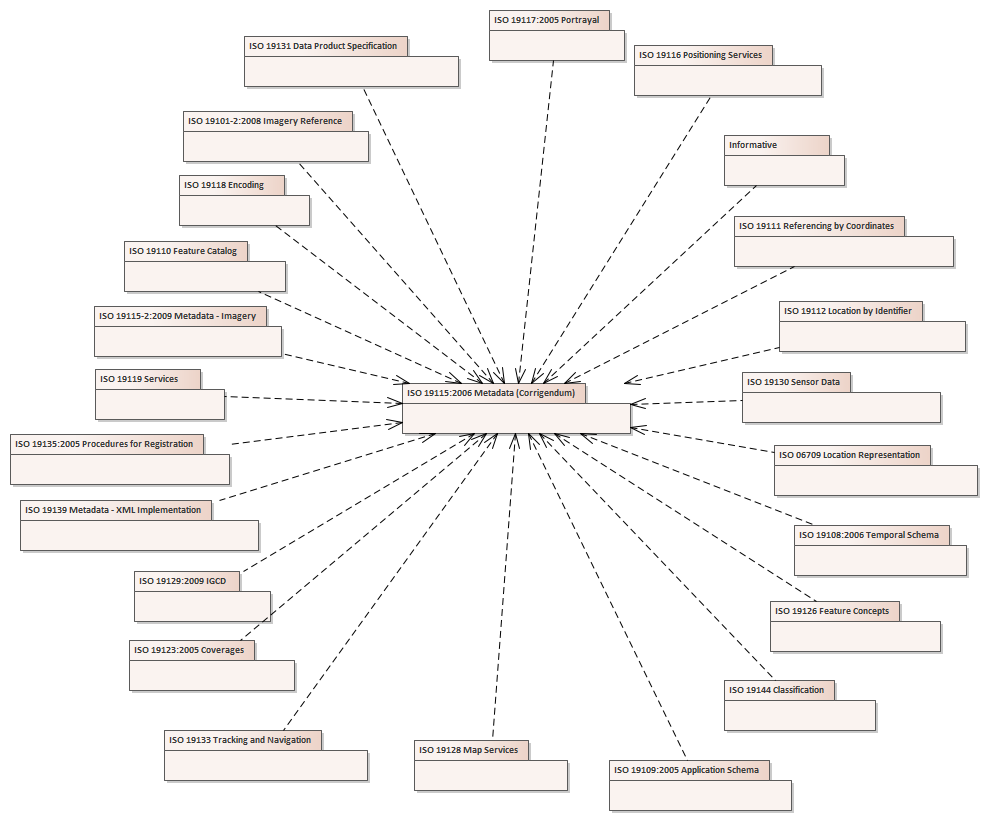 ISO 19117:2005 Portrayal
ISO 19131 Data Product Specification
ISO 19116 Positioning Services
ISO 19101-2:2008 Imagery Reference
Informative
ISO 19118 Encoding
ISO 19111 Referencing by Coordinates
ISO 19110 Feature Catalog
ISO 19112 Location by Identifier
ISO 19115-2:2009 Metadata - Imagery
ISO 19119 Services
ISO 19130 Sensor Data
ISO 19115:2006 Metadata (Corrigendum)
ISO 19135:2005 Procedures for Registration
ISO 06709 Location Representation
ISO 19139 Metadata - XML Implementation
ISO 19108:2006 Temporal Schema
ISO 19129:2009 IGCD
ISO 19126 Feature Concepts
ISO 19123:2005 Coverages
ISO 19144 Classification
ISO 19133 Tracking and Navigation
ISO 19128 Map Services
ISO 19109:2005 Application Schema